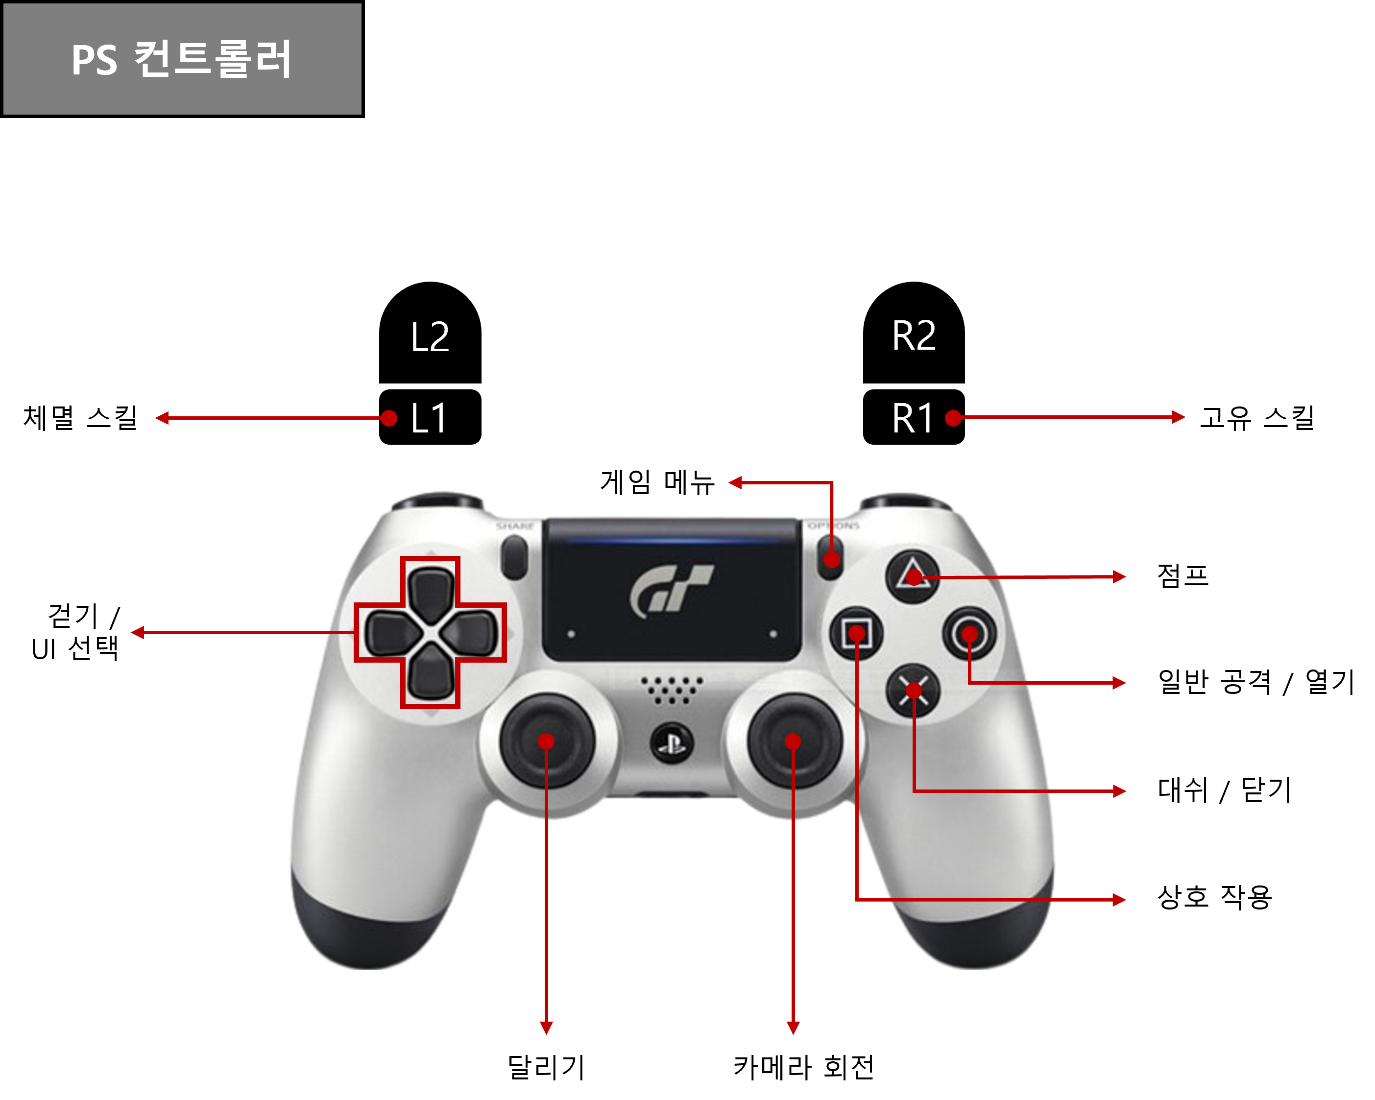 PS 컨트롤러
L2
R2
체멸 스킬
L1
R1
고유 스킬
게임 메뉴
SHARE
OPTIONS
점프
걷기 /
UI 선택
일반 공격 / 열기
대쉬 / 닫기
상호 작용
달리기
카메라 회전